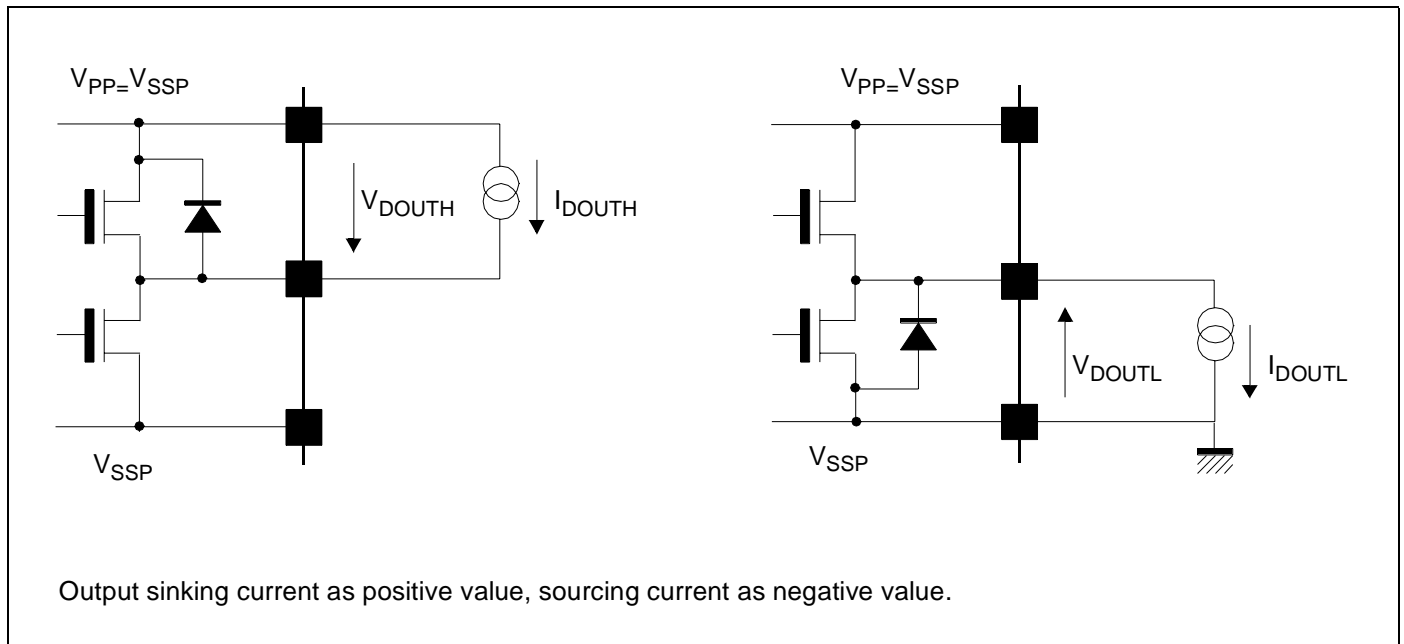 VPP=VSSP
VDOUTH
IDOUTH
VSSP
VPP=VSSP
VDOUTL
IDOUTL
VSSP
Output sinking current as positive value, sourcing current as negative value.